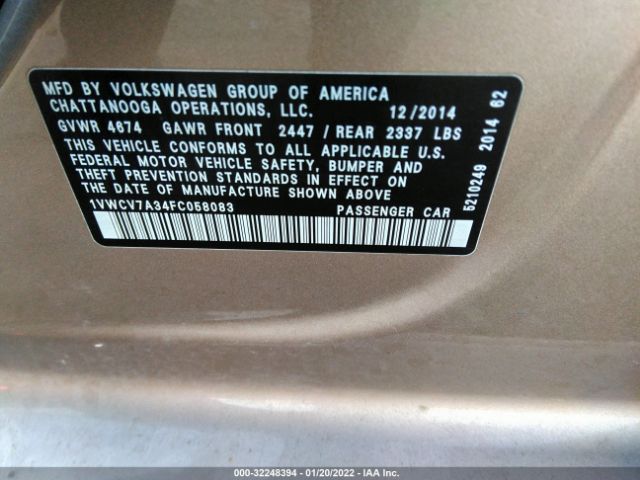 MFD BY VOLKSWAGEN GROUP OF AMERICA
CHATTANOOGA OPERATIONS, LLC. 12/2014
GVWR 4674 GAWR FRONT 2447 / REAR 2337 LBS
THIS VEHICLE CONFORMS TO ALL APPLICABLE U.S.
FEDERAL MOTOR VEHICLE SAFETY, BUMPER AND
THEFT PREVENTION STANDARDS IN EFFECT ON
THE DATE OF MANUFACTURE SHOWN ABOVE
1VWCV7A34FC058083 PASSENGER CAR
5210249 2014 62
000-32248394 - 01/20/2022 - IAA Inc.